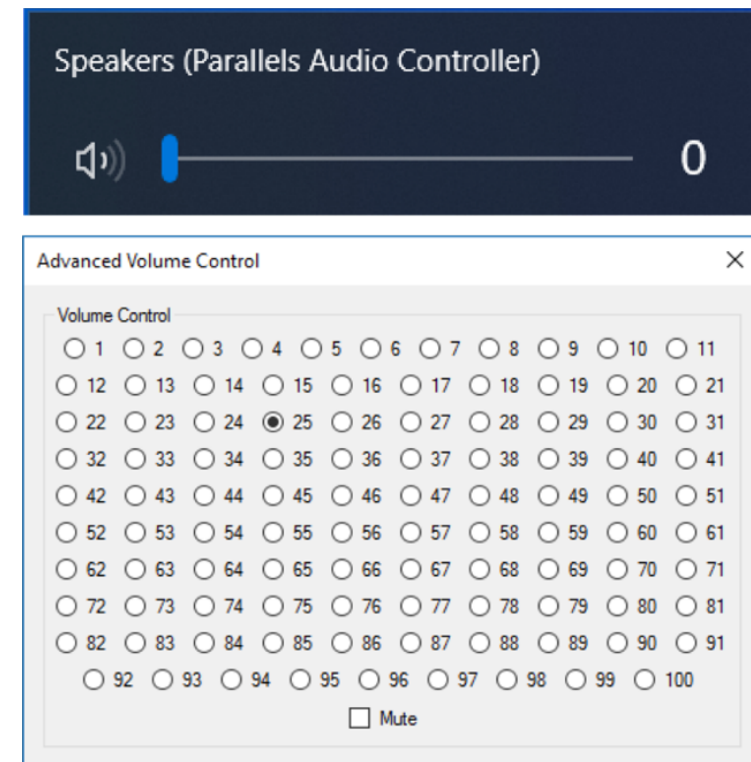 Speakers (Parallels Audio Controller)
0
Advanced Volume Control
Volume Control
1 2 3 4 5 6 7 8 9 10 11
12 13 14 15 16 17 18 19 20 21
22 23 24 25 26 27 28 29 30 31
32 33 34 35 36 37 38 39 40 41
42 43 44 45 46 47 48 49 50 51
52 53 54 55 56 57 58 59 60 61
62 63 64 65 66 67 68 69 70 71
72 73 74 75 76 77 78 79 80 81
82 83 84 85 86 87 88 89 90 91
92 93 94 95 96 97 98 99 100
Mute